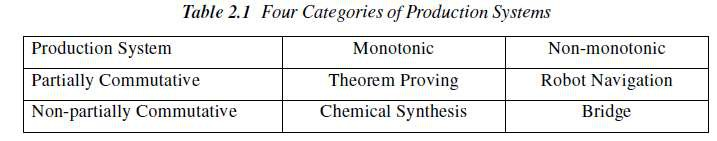 Table 2.1 Four Categories of Production Systems
Production System Monotonic Non-monotonic
Partially Commutative Theorem Proving Robot Navigation
Non-partially Commutative Chemical Synthesis Bridge